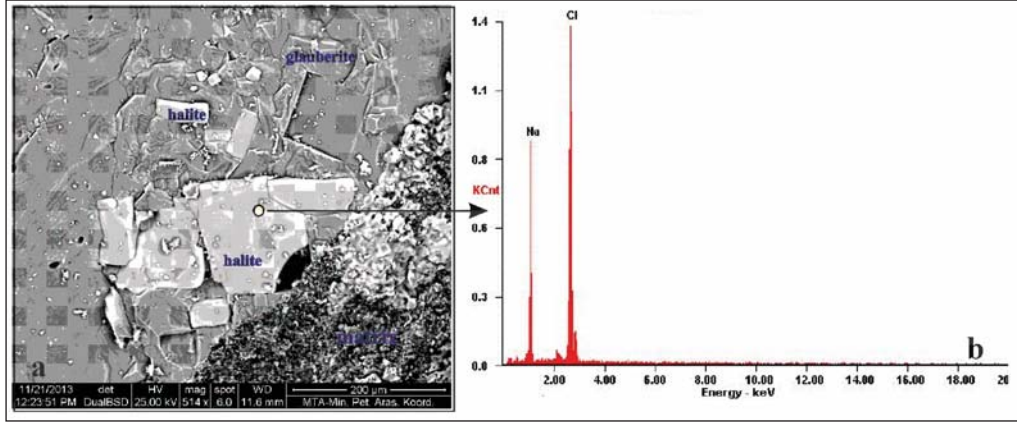 glauberite
halite
halite
matrix
a
11/21/2013 det HV mag spot WD 200 µm
12:23:51 PM DualBSD 25.00 kV 514 x 6.0 11.6 mm MTA-Min. Pet. Aras. Koord.
Cl
1.4
1.1
Na
0.8
KCnt
0.6
0.3
0.0
b
2.00 4.00 6.00 8.00 10.00 12.00 14.00 16.00 18.00 20
Energy - keV